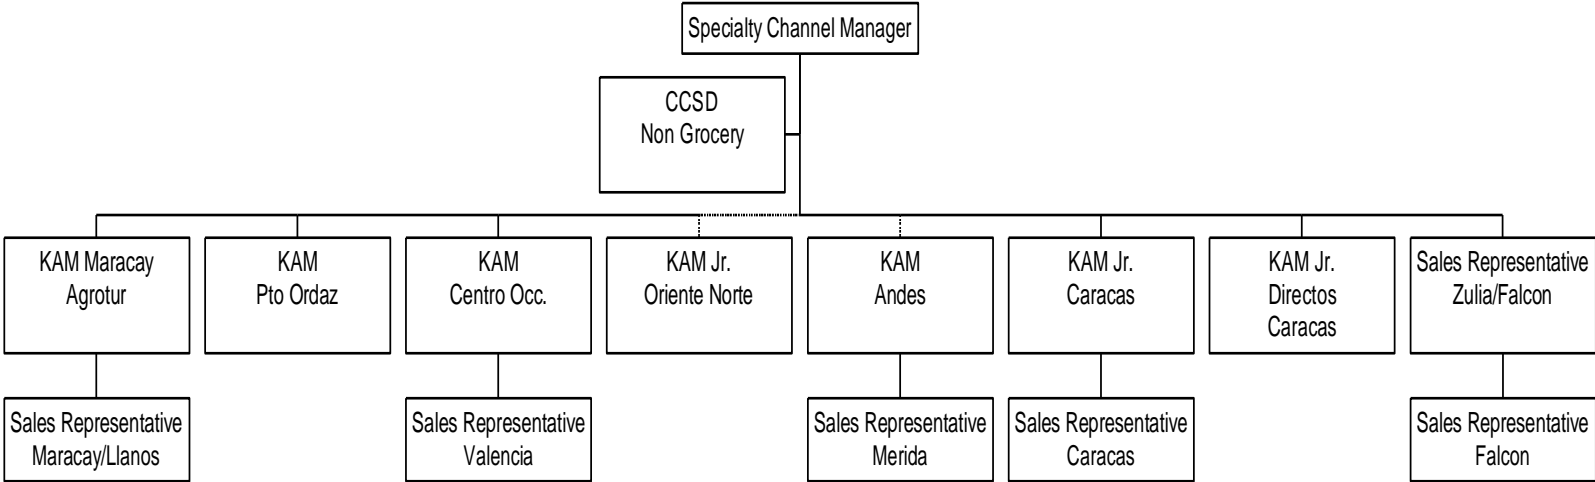 Specialty Channel Manager
CCSD
Non Grocery
KAM Maracay
Agrotur
KAM
Pto Ordaz
KAM
Centro Occ.
KAM Jr.
Oriente Norte
KAM
Andes
KAM Jr.
Caracas
KAM Jr.
Directos
Caracas
Sales Representative
Zulia/Falcon
Sales Representative
Maracay/Llanos
Sales Representative
Valencia
Sales Representative
Merida
Sales Representative
Caracas
Sales Representative
Falcon